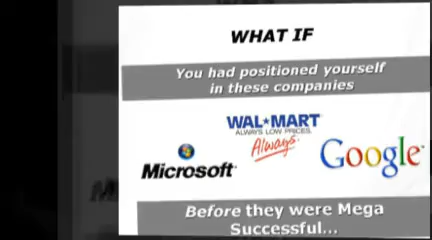 WHAT IF
You had positioned yourself
in these companies
WAL★MART
ALWAYS LOW PRICES.
Always.
Microsoft
Google
Before they were Mega
Successful...